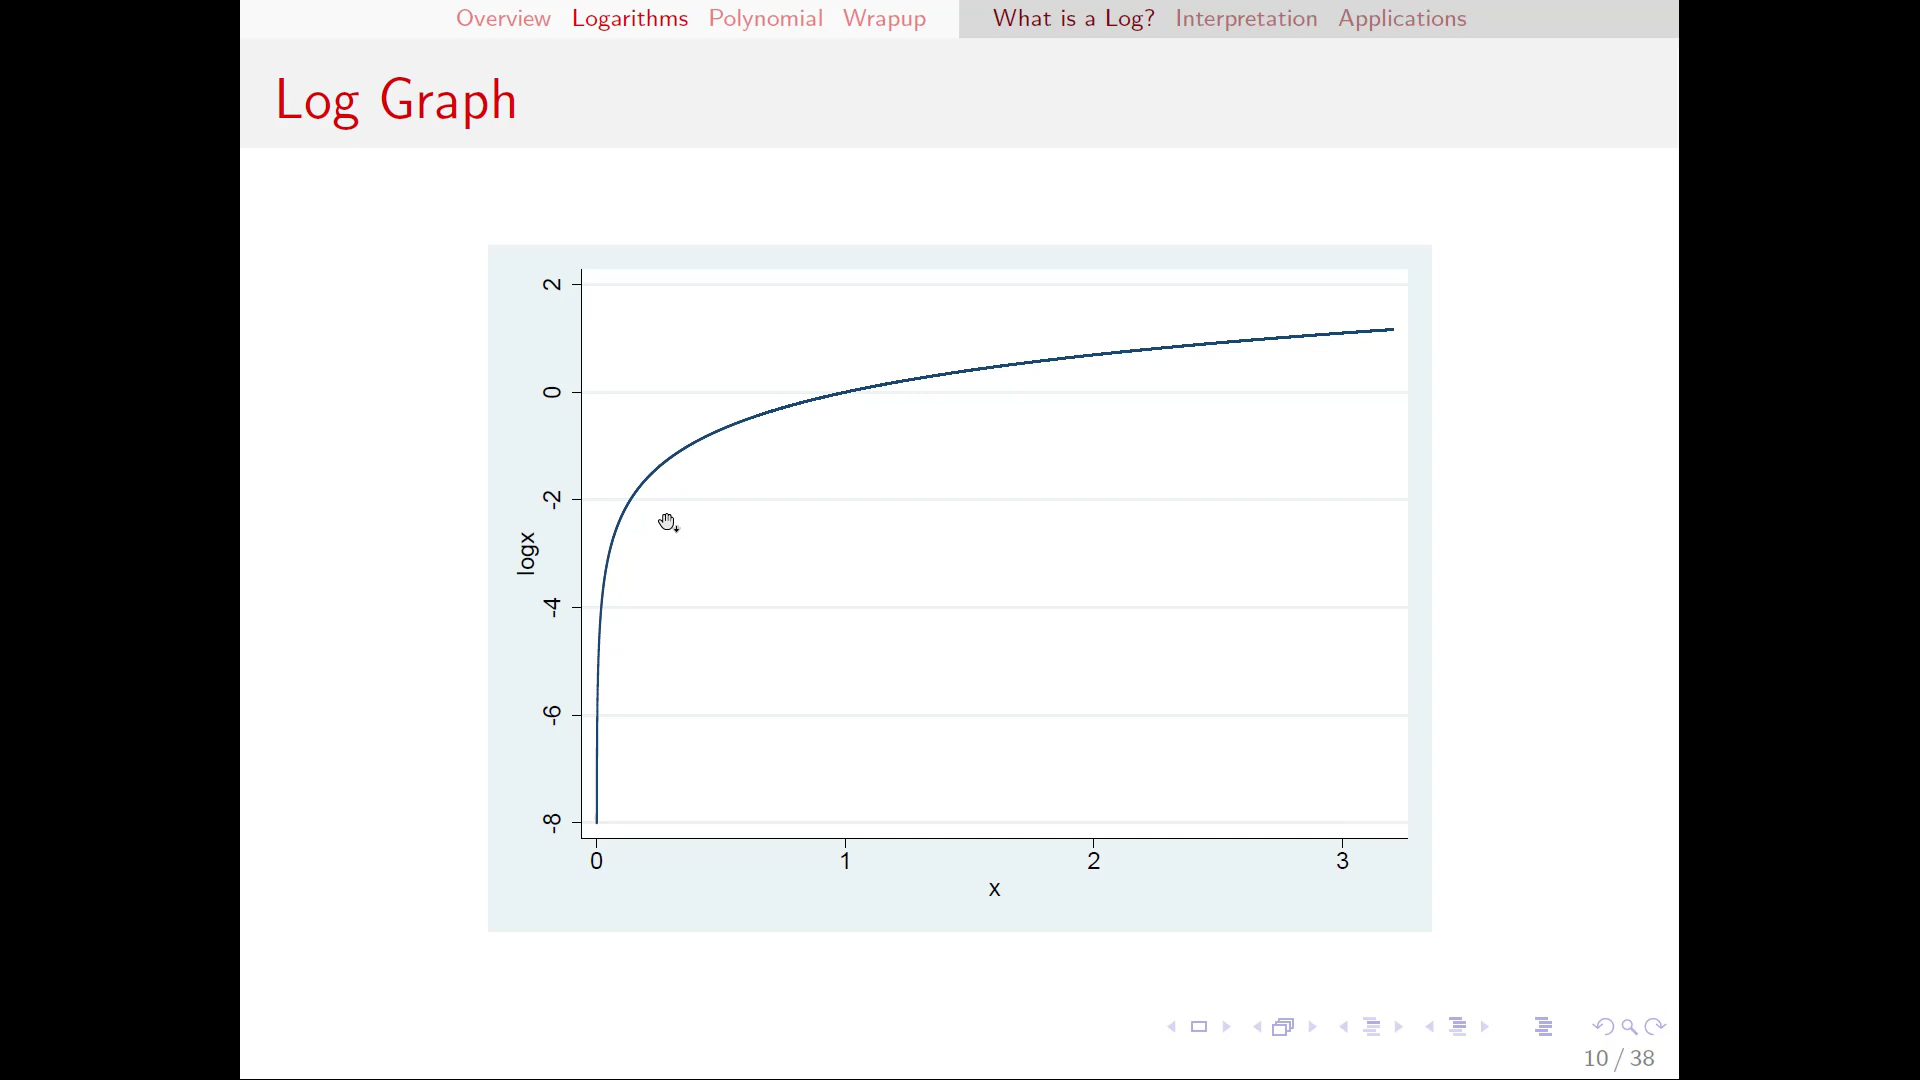 Overview Logarithms Polynomial Wrapup What is a Log? Interpretation Applications
Log Graph
2
0
-2
-4
-6
-8
logx
0 1 2 3
x
10 / 38